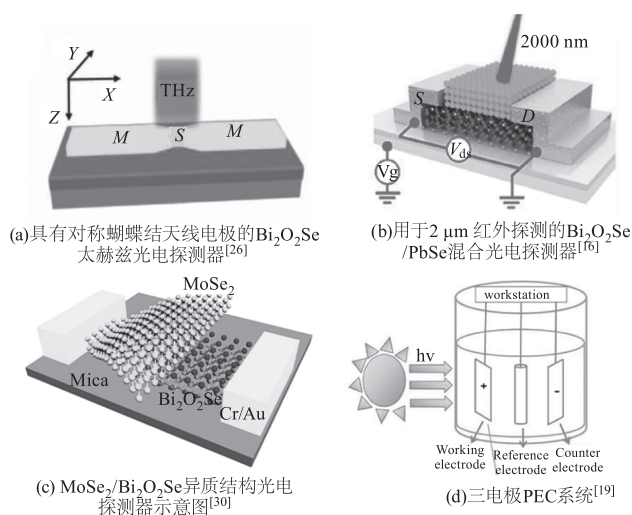 Y
X
Z
THz
M S M
(a)具有对称蝴蝶结天线电极的Bi2O2Se
太赫兹光电探测器[26]
2000 nm
S
D
Vds
Vg
(b)用于2 μm 红外探测的Bi2O2Se
/PbSe混合光电探测器[16]
MoSe2
Mica
Bi2O2Se
Cr/Au
(c) MoSe2/Bi2O2Se异质结构光电
探测器示意图[30]
workstation
hv
+
-
Working
electrode
Reference
electrode
Counter
electrode
(d)三电极PEC系统[19]